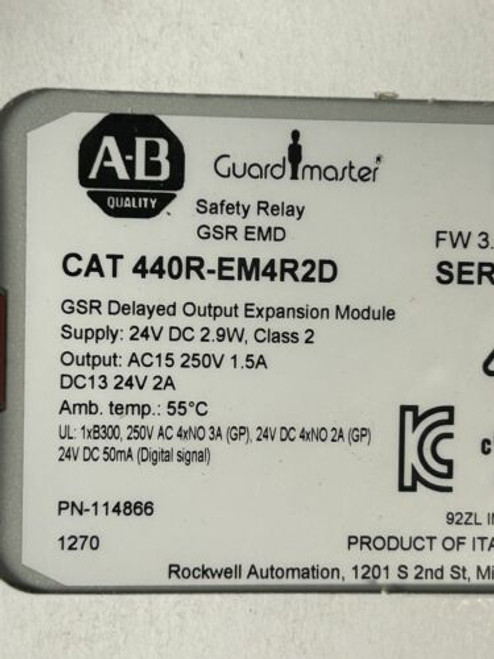 A-B
QUALITY
Guardmaster
Safety Relay
GSR EMD
FW 3.
CAT 440R-EM4R2D
SER
GSR Delayed Output Expansion Module
Supply: 24V DC 2.9W, Class 2
Output: AC15 250V 1.5A
DC13 24V 2A
Amb. temp.: 55°C
UL: 1xB300, 250V AC 4xNO 3A (GP), 24V DC 4xNO 2A (GP)
24V DC 50mA (Digital signal)
PN-114866
92ZL
1270
PRODUCT OF ITA
Rockwell Automation, 1201 S 2nd St, Mi